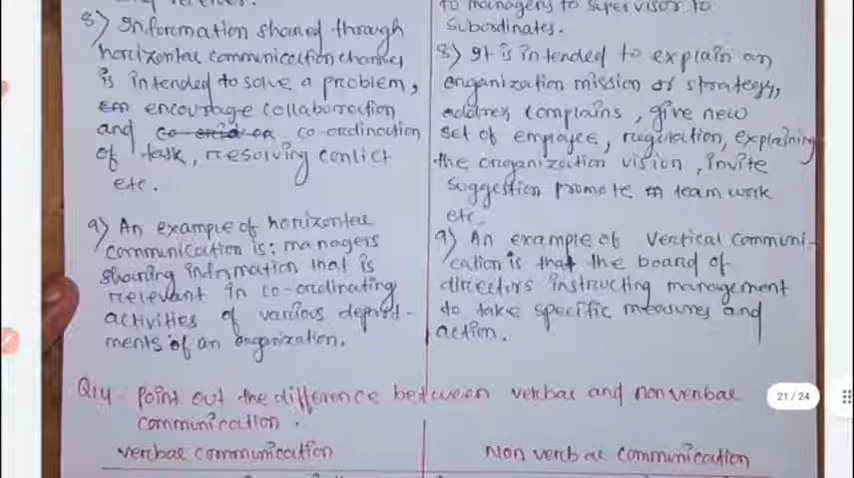 to managers to supervisor to
subordinates.
8) Information shared through
horizontal communication channel
is intended to solve a problem,
encourage collaboration
and co-ordination
of task, resolving conlict
etc.
9) An example of horizontal
communication is: managers
sharing information that is
relevant in co-ordinating
activities of various depart-
ments of an organization.
8) It is intended to explain an
organization mission or strategy,
address complains, give new
set of employee, reguration, explaining
the organization vision, invite
suggestion promote team work
etc.
9) An example of vertical communi-
cation is that the board of
directors instructing management
to take specific measures and
action.
Q14. Point out the difference between verbal and non verbal
communication.
verbal communication
Non verbal communication
21 / 24